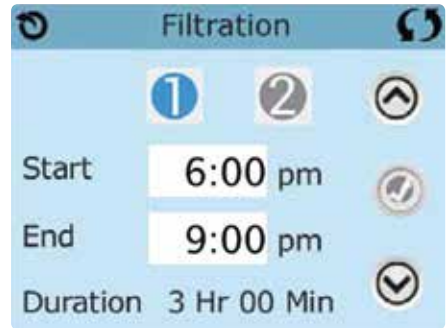 Filtration
1 2
Start 6:00 pm
End 9:00 pm
Duration 3 Hr 00 Min